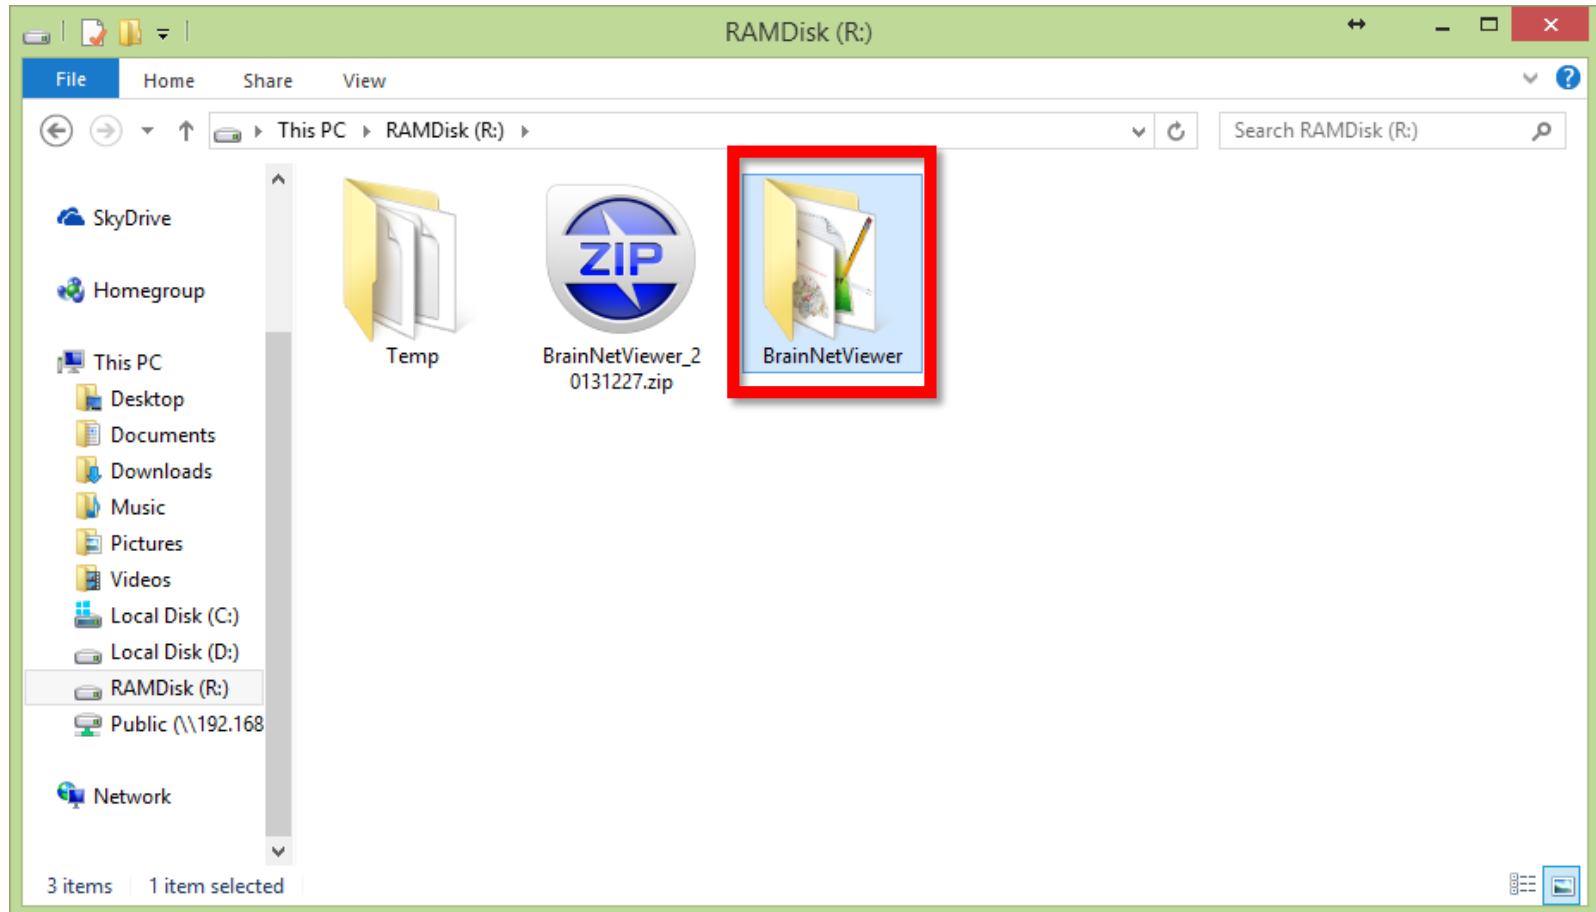 RAMDisk (R:)
File Home Share View
This PC RAMDisk (R:) Search RAMDisk (R:)
SkyDrive
Homegroup
This PC
Desktop
Documents
Downloads
Music
Pictures
Videos
Local Disk (C:)
Local Disk (D:)
RAMDisk (R:)
Public (\\192.168
Network
Temp
ZIP
BrainNetViewer_2
0131227.zip
BrainNetViewer
3 items 1 item selected